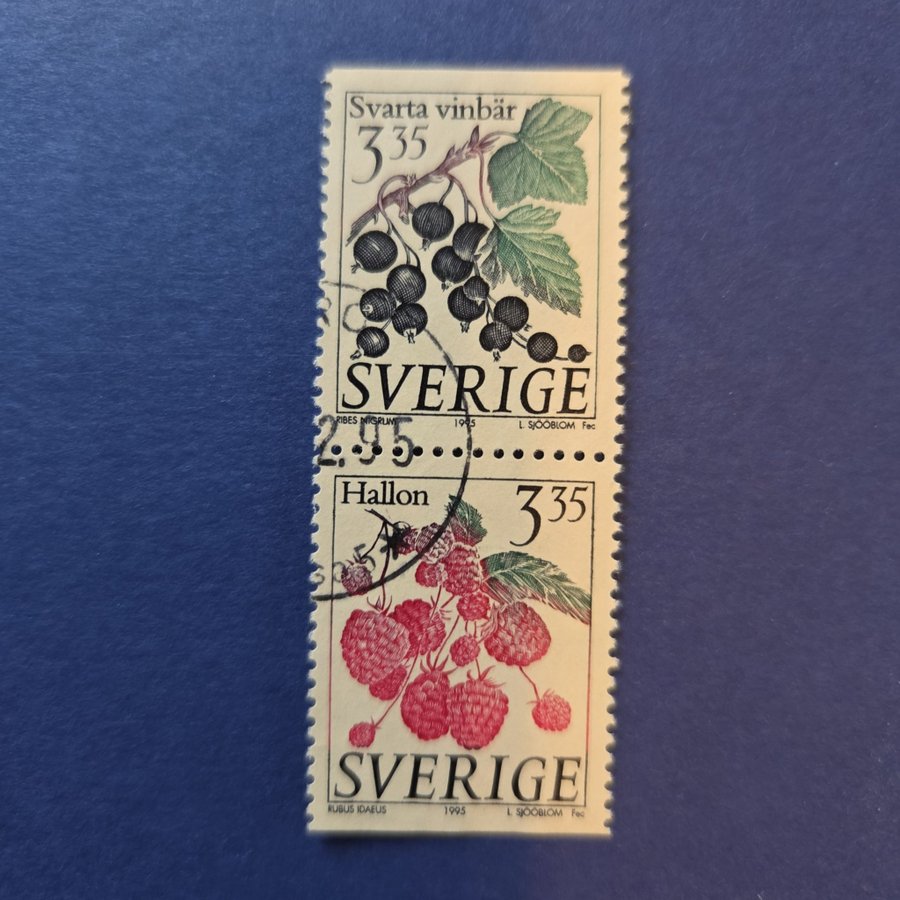 Svarta vinbär
3 35
SVERIGE
RIBES NIGRUM 1995 L. SJÖÖBLOM Fec
2.95
Hallon 3 35
SVERIGE
RUBUS IDAEUS 1995 L. SJÖÖBLOM Fec